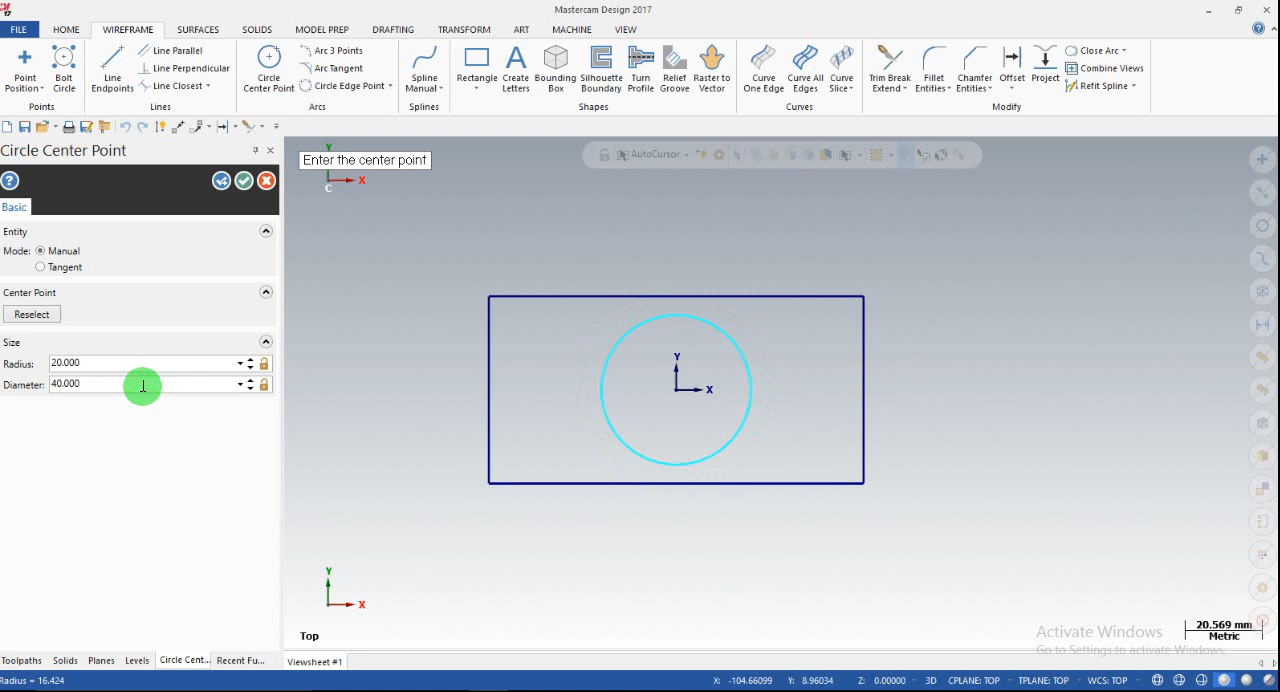 17
Mastercam Design 2017
FILE HOME WIREFRAME SURFACES SOLIDS MODEL PREP DRAFTING TRANSFORM ART MACHINE VIEW
Point Position Bolt Circle
Points
Line Endpoints Line Parallel
Line Perpendicular
Line Closest
Lines
Circle Center Point Arc 3 Points
Arc Tangent
Circle Edge Point
Arcs
Spline Manual
Splines
Rectangle Create Letters Bounding Box Silhouette Boundary Turn Profile Relief Groove Raster to Vector
Shapes
Curve One Edge Curve All Edges Curve Slice
Curves
Trim Break Extend Fillet Entities Chamfer Entities Offset Project Close Arc
Combine Views
Refit Spline
Modify
Circle Center Point
Basic
Entity
Mode: Manual
Tangent
Center Point
Reselect
Size
Radius: 20.000
Diameter: 40.000
Enter the center point
AutoCursor
Y
X
C
Y
X
Y
X
Top
20.569 mm
Metric
Activate Windows
Go to Settings to activate Windows.
Toolpaths Solids Planes Levels Circle Cent... Recent Fu...
Viewsheet #1
Radius = 16.424
X: -104.66099 Y: 8.96034 Z: 0.00000 3D CPLANE: TOP TPLANE: TOP WCS: TOP